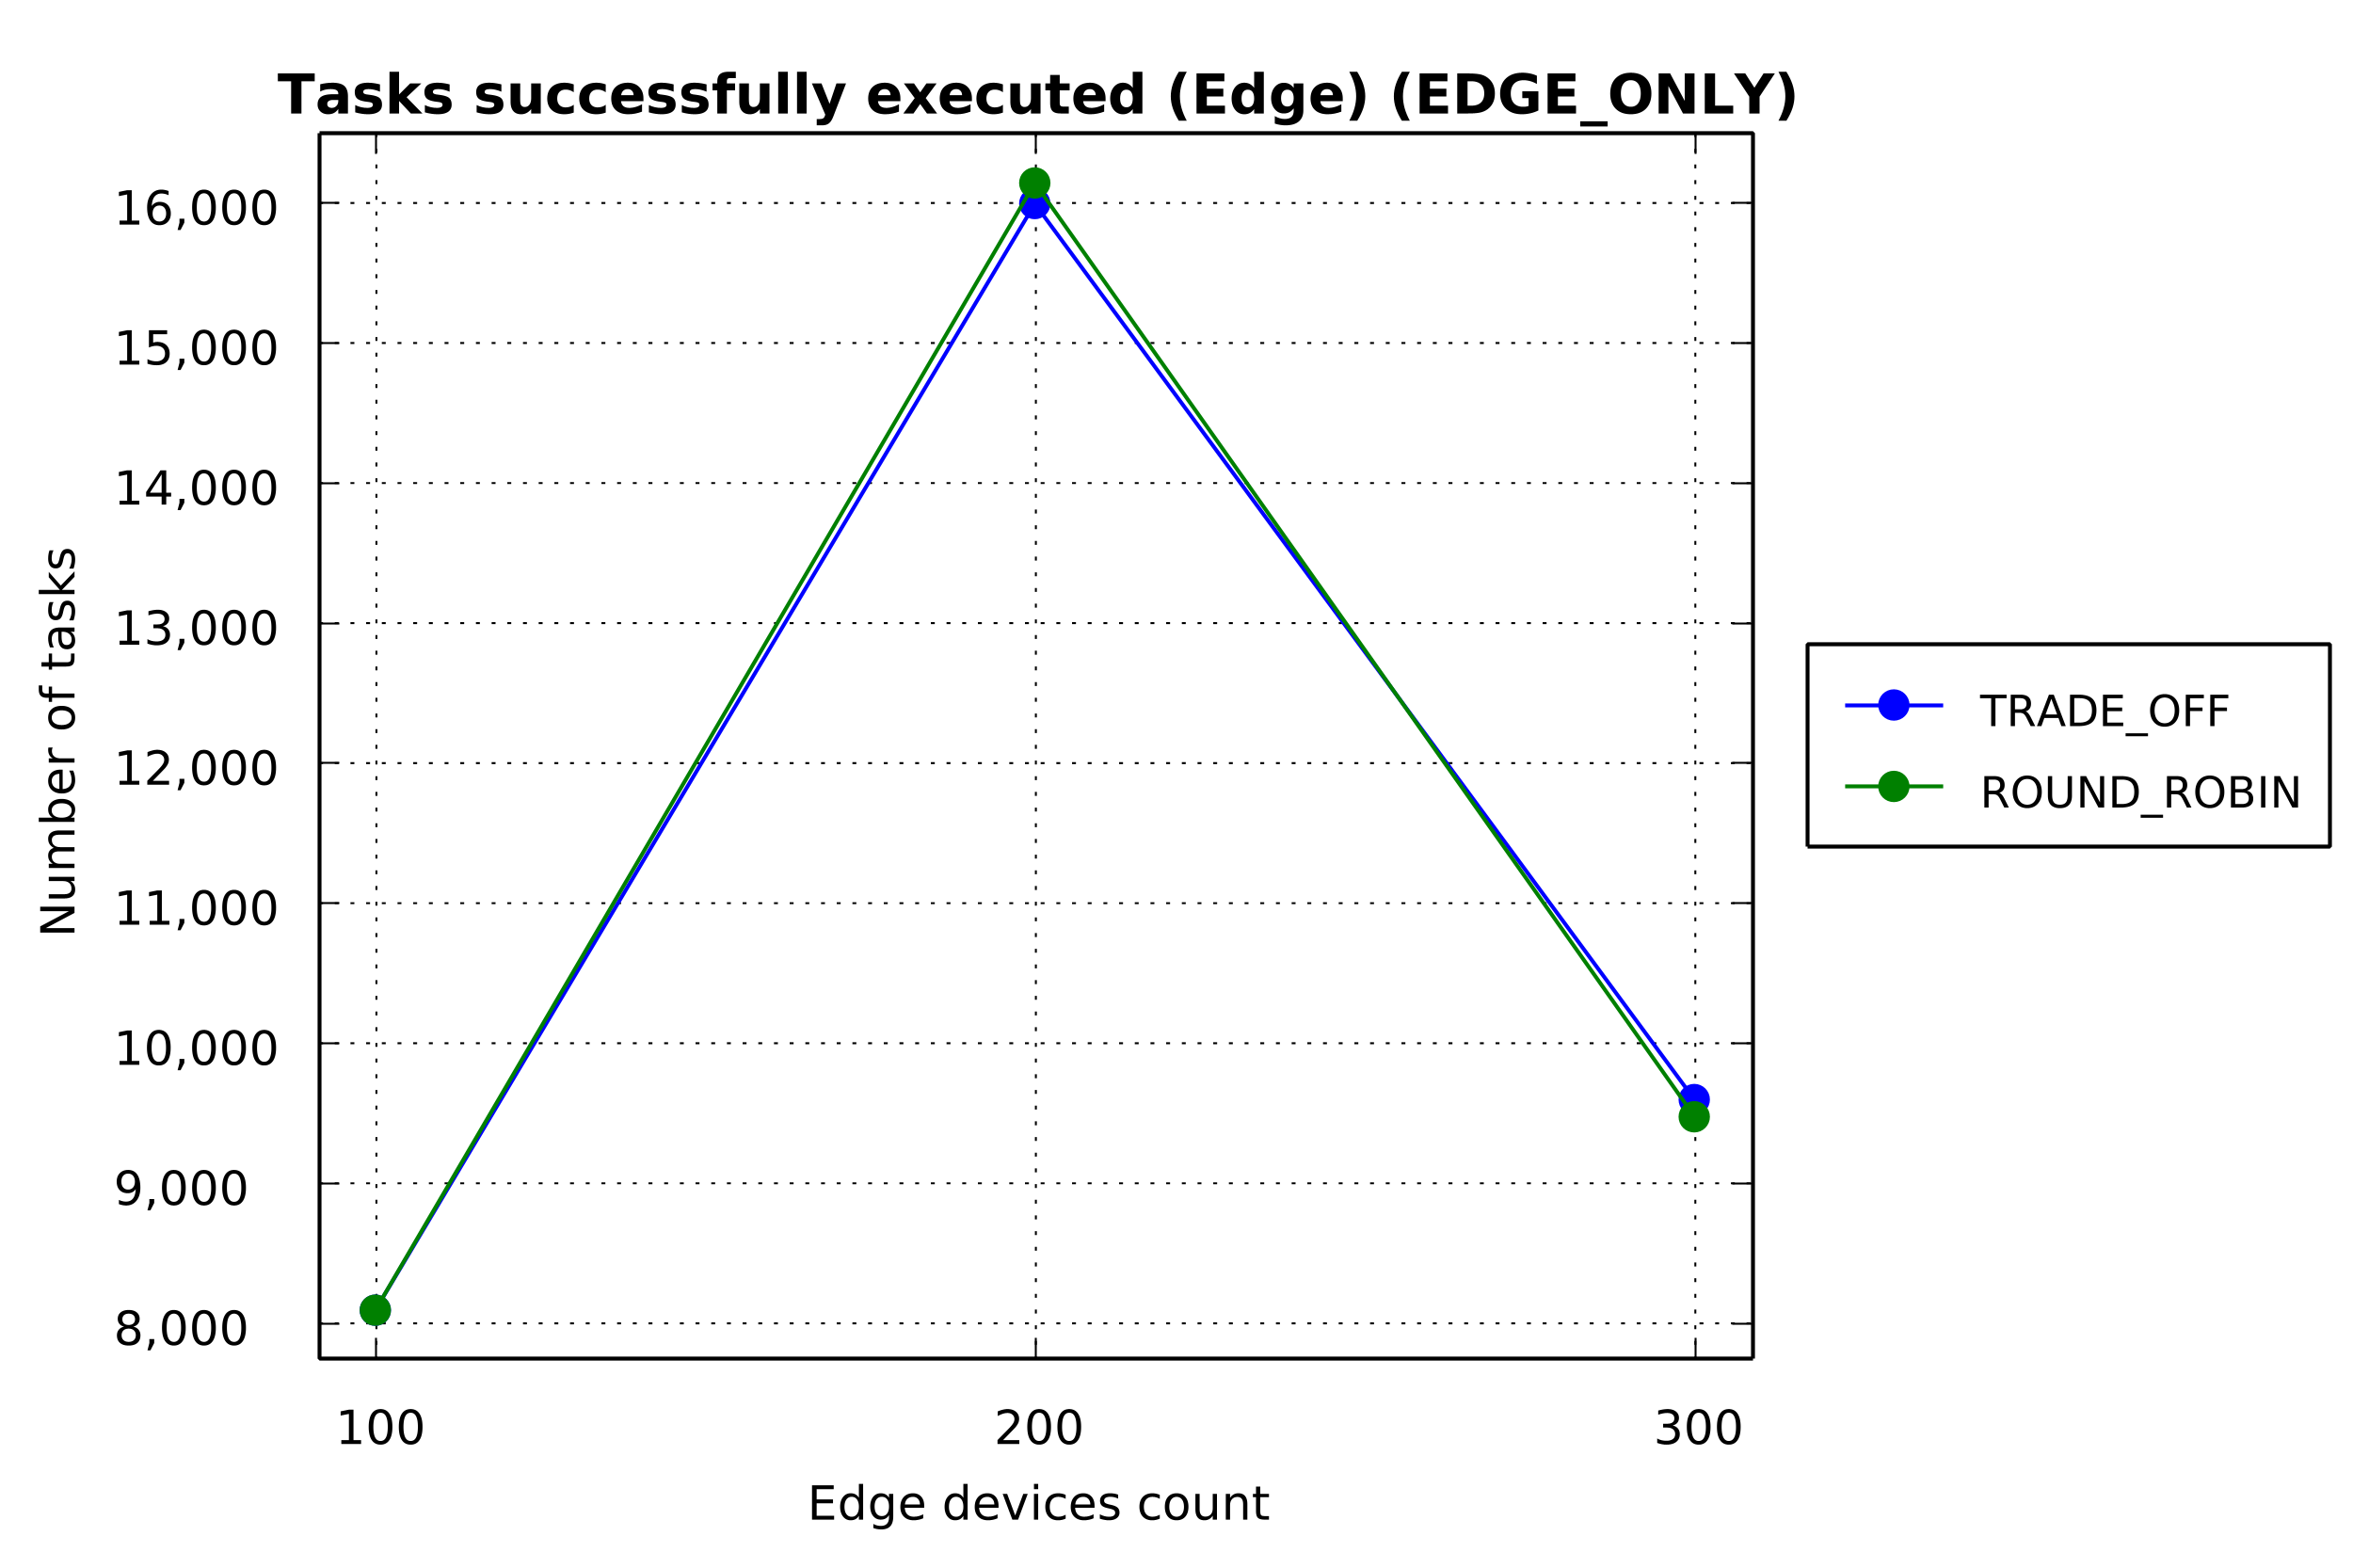 Tasks successfully executed (Edge) (EDGE_ONLY)
16,000
15,000
14,000
13,000
12,000
11,000
10,000
9,000
8,000
Number of tasks
100
200
300
Edge devices count
TRADE_OFF
ROUND_ROBIN